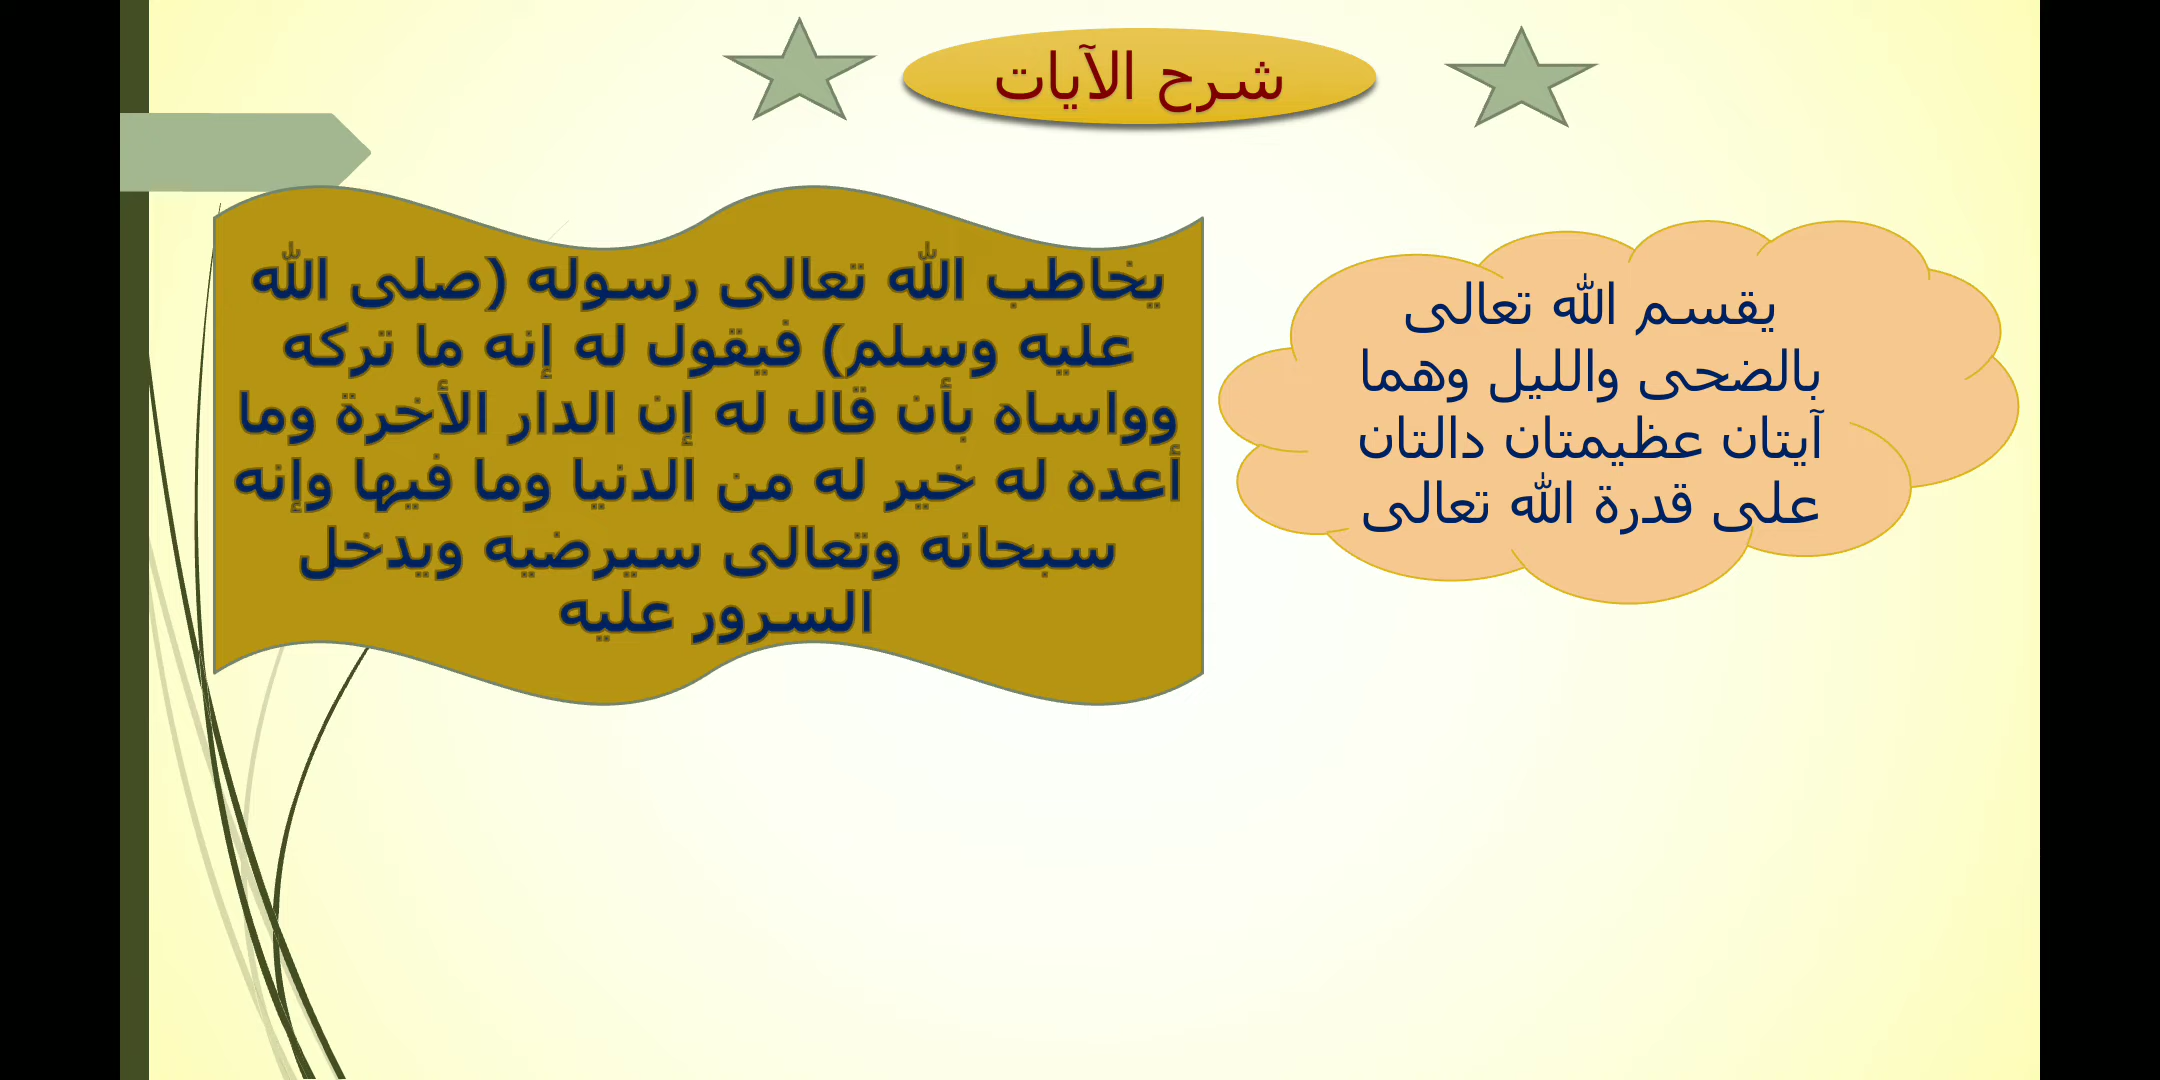 شرح الآيات
يقسم الله تعالى
بالضحى والليل وهما
آيتان عظيمتان دالتان
على قدرة الله تعالى
يخاطب الله تعالى رسوله (صلى الله
عليه وسلم) فيقول له إنه ما تركه
وواساه بأن قال له إن الدار الأخرة وما
أعده له خير له من الدنيا وما فيها وإنه
سبحانه وتعالى سيرضيه ويدخل
السرور عليه